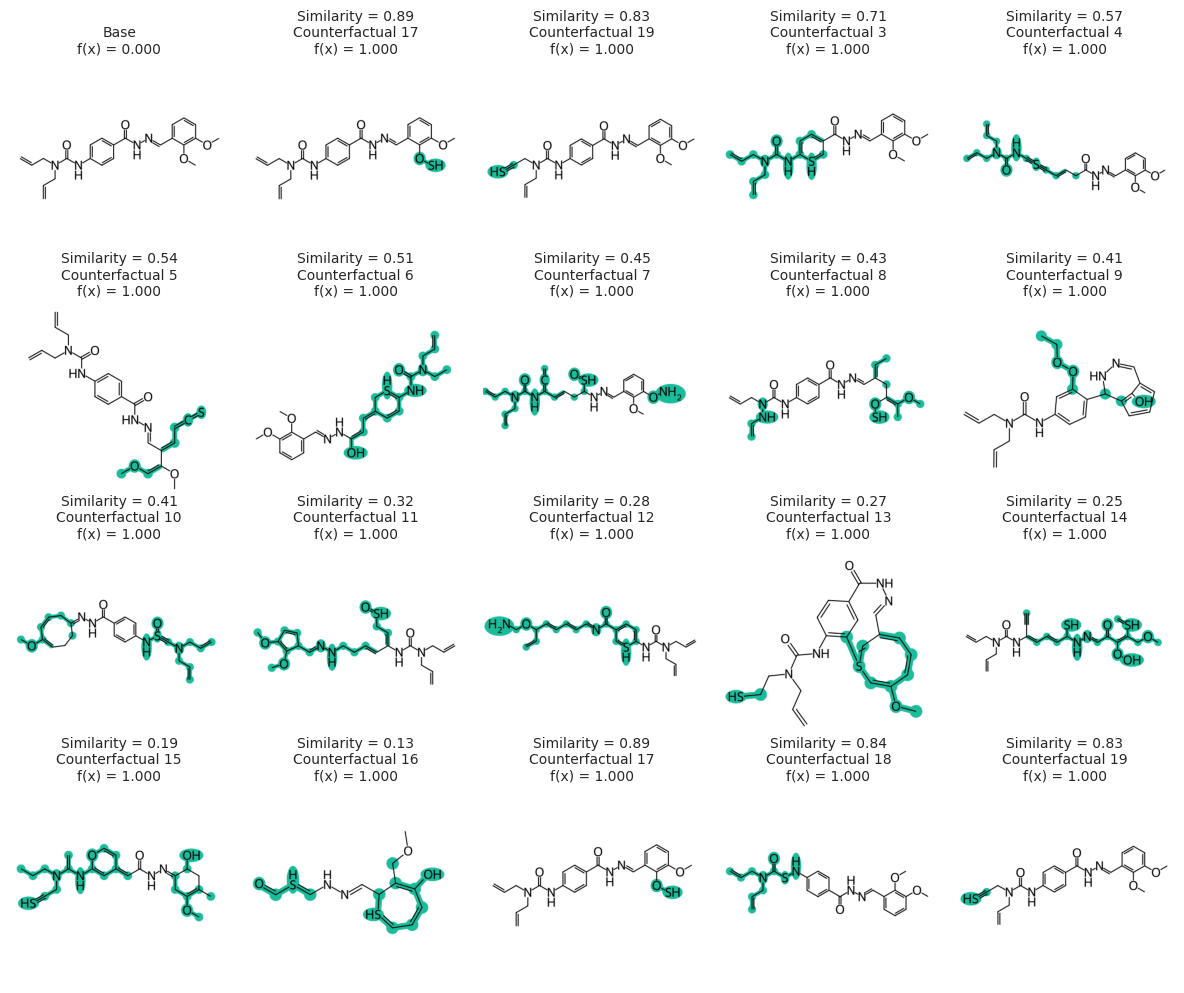 Base
f(x) = 0.000
Similarity = 0.89
Counterfactual 17
f(x) = 1.000
Similarity = 0.83
Counterfactual 19
f(x) = 1.000
Similarity = 0.71
Counterfactual 3
f(x) = 1.000
Similarity = 0.57
Counterfactual 4
f(x) = 1.000
Similarity = 0.54
Counterfactual 5
f(x) = 1.000
Similarity = 0.51
Counterfactual 6
f(x) = 1.000
Similarity = 0.45
Counterfactual 7
f(x) = 1.000
Similarity = 0.43
Counterfactual 8
f(x) = 1.000
Similarity = 0.41
Counterfactual 9
f(x) = 1.000
Similarity = 0.41
Counterfactual 10
f(x) = 1.000
Similarity = 0.32
Counterfactual 11
f(x) = 1.000
Similarity = 0.28
Counterfactual 12
f(x) = 1.000
Similarity = 0.27
Counterfactual 13
f(x) = 1.000
Similarity = 0.25
Counterfactual 14
f(x) = 1.000
Similarity = 0.19
Counterfactual 15
f(x) = 1.000
Similarity = 0.13
Counterfactual 16
f(x) = 1.000
Similarity = 0.89
Counterfactual 17
f(x) = 1.000
Similarity = 0.84
Counterfactual 18
f(x) = 1.000
Similarity = 0.83
Counterfactual 19
f(x) = 1.000